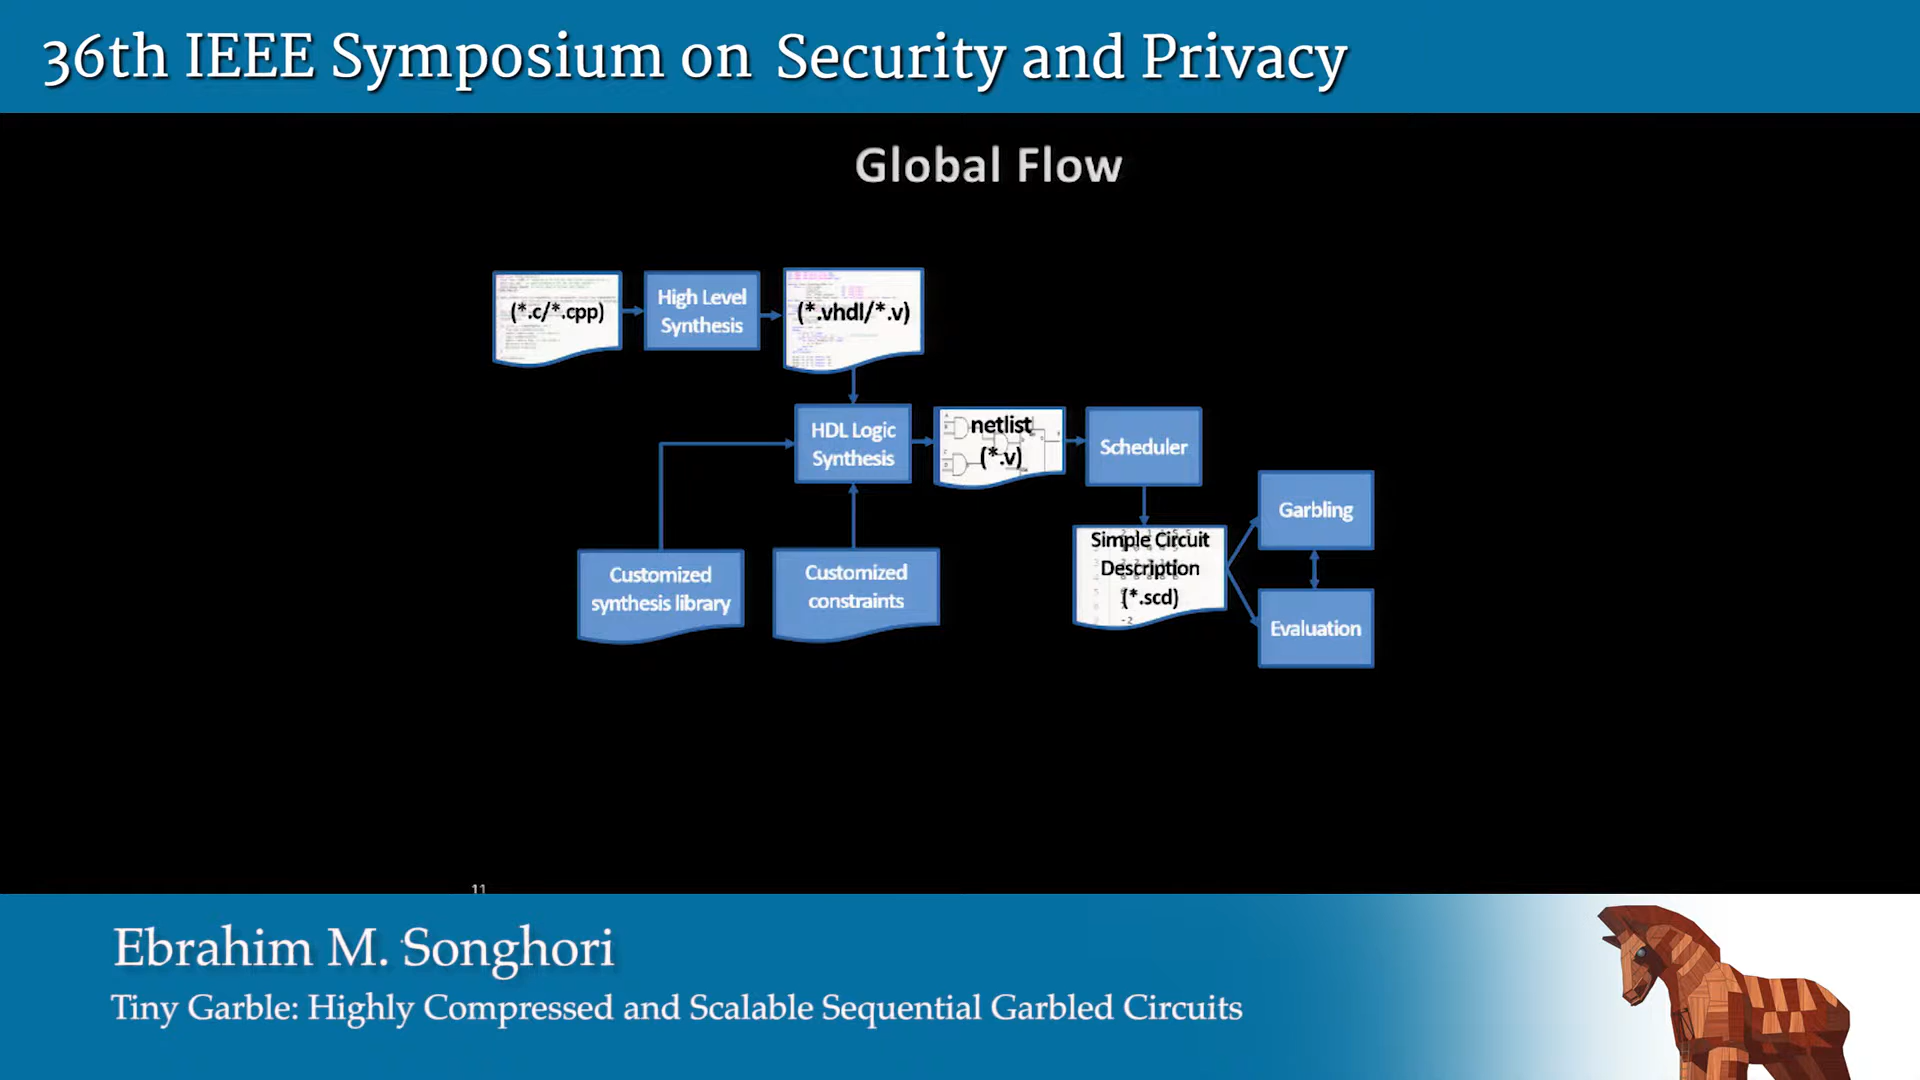 36th IEEE Symposium on Security and Privacy
Global Flow
(*.c/*.cpp)
High Level
Synthesis
(*.vhdl/*.v)
HDL Logic
Synthesis
netlist
(*.v)
Scheduler
Customized
synthesis library
Customized
constraints
Simple Circuit
Description
(*.scd)
Garbling
Evaluation
11
Ebrahim M. Songhori
Tiny Garble: Highly Compressed and Scalable Sequential Garbled Circuits